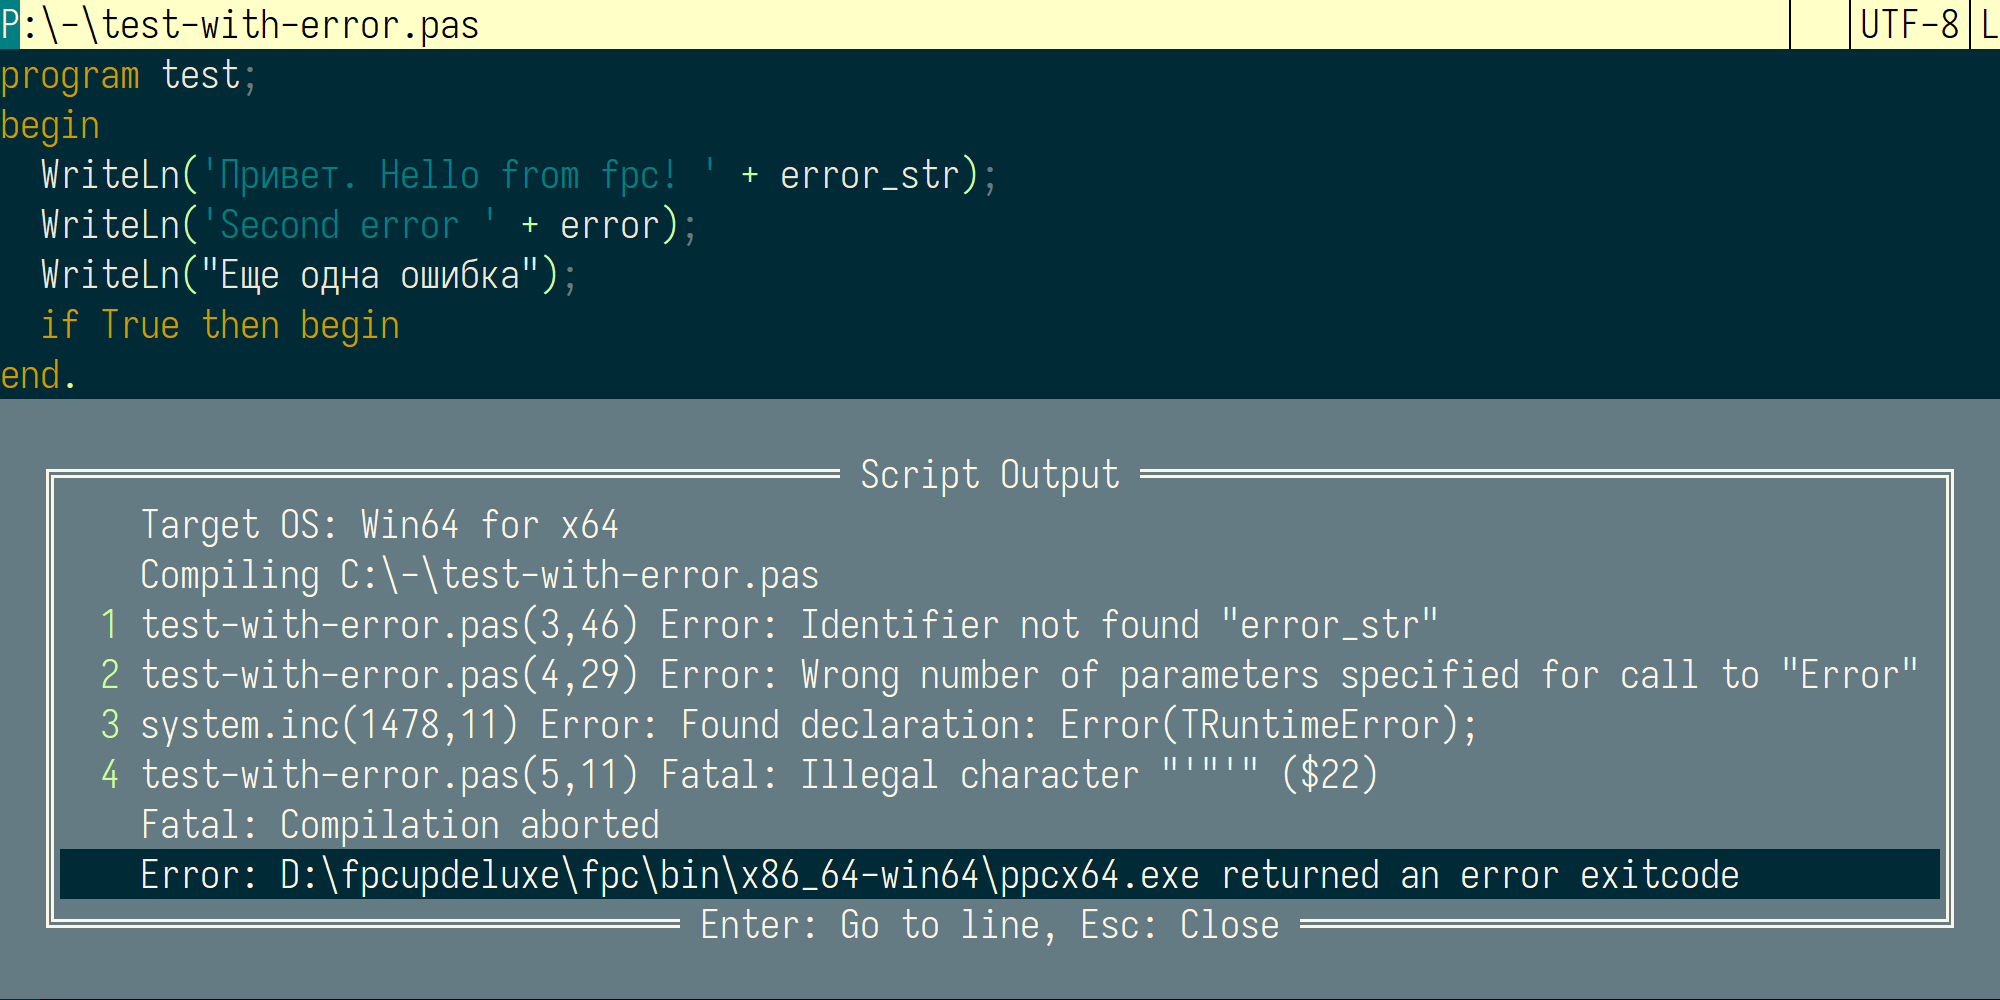 P:\-\test-with-error.pas UTF-8 L
program test;
begin
  WriteLn('Привет. Hello from fpc! ' + error_str);
  WriteLn('Second error ' + error);
  WriteLn("Еще одна ошибка");
  if True then begin
end.
Script Output
Target OS: Win64 for x64
Compiling C:\-\test-with-error.pas
1 test-with-error.pas(3,46) Error: Identifier not found "error_str"
2 test-with-error.pas(4,29) Error: Wrong number of parameters specified for call to "Error"
3 system.inc(1478,11) Error: Found declaration: Error(TRuntimeError);
4 test-with-error.pas(5,11) Fatal: Illegal character "'"'" ($22)
Fatal: Compilation aborted
Error: D:\fpcupdeluxe\fpc\bin\x86_64-win64\ppcx64.exe returned an error exitcode
Enter: Go to line, Esc: Close